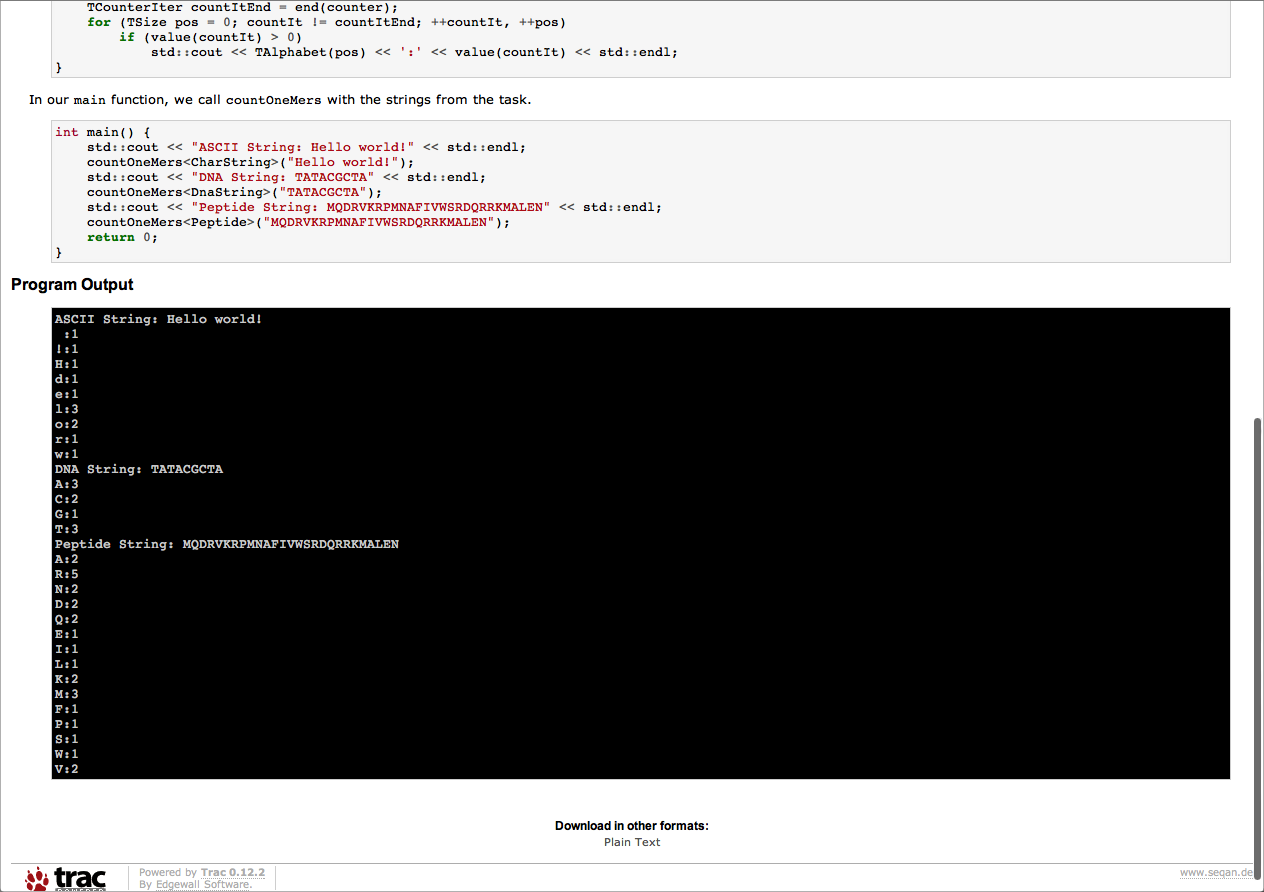 TCounterIter countItEnd = end(counter);
for (TSize pos = 0; countIt != countItEnd; ++countIt, ++pos)
if (value(countIt) > 0)
std::cout << TAlphabet(pos) << ':' << value(countIt) << std::endl;
}
In our main function, we call countOneMers with the strings from the task.
int main() {
std::cout << "ASCII String: Hello world!" << std::endl;
countOneMers<CharString>("Hello world!");
std::cout << "DNA String: TATACGCTA" << std::endl;
countOneMers<DnaString>("TATACGCTA");
std::cout << "Peptide String: MQDRVKRPMNAFIVWSRDQRRKMALEN" << std::endl;
countOneMers<Peptide>("MQDRVKRPMNAFIVWSRDQRRKMALEN");
return 0;
}
Program Output
ASCII String: Hello world!
:1
!:1
H:1
d:1
e:1
l:3
o:2
r:1
w:1
DNA String: TATACGCTA
A:3
C:2
G:1
T:3
Peptide String: MQDRVKRPMNAFIVWSRDQRRKMALEN
A:2
R:5
N:2
D:2
Q:2
E:1
I:1
L:1
K:2
M:3
F:1
P:1
S:1
W:1
V:2
Download in other formats:
Plain Text
trac
Powered by Trac 0.12.2
By Edgewall Software.
www.seqan.de